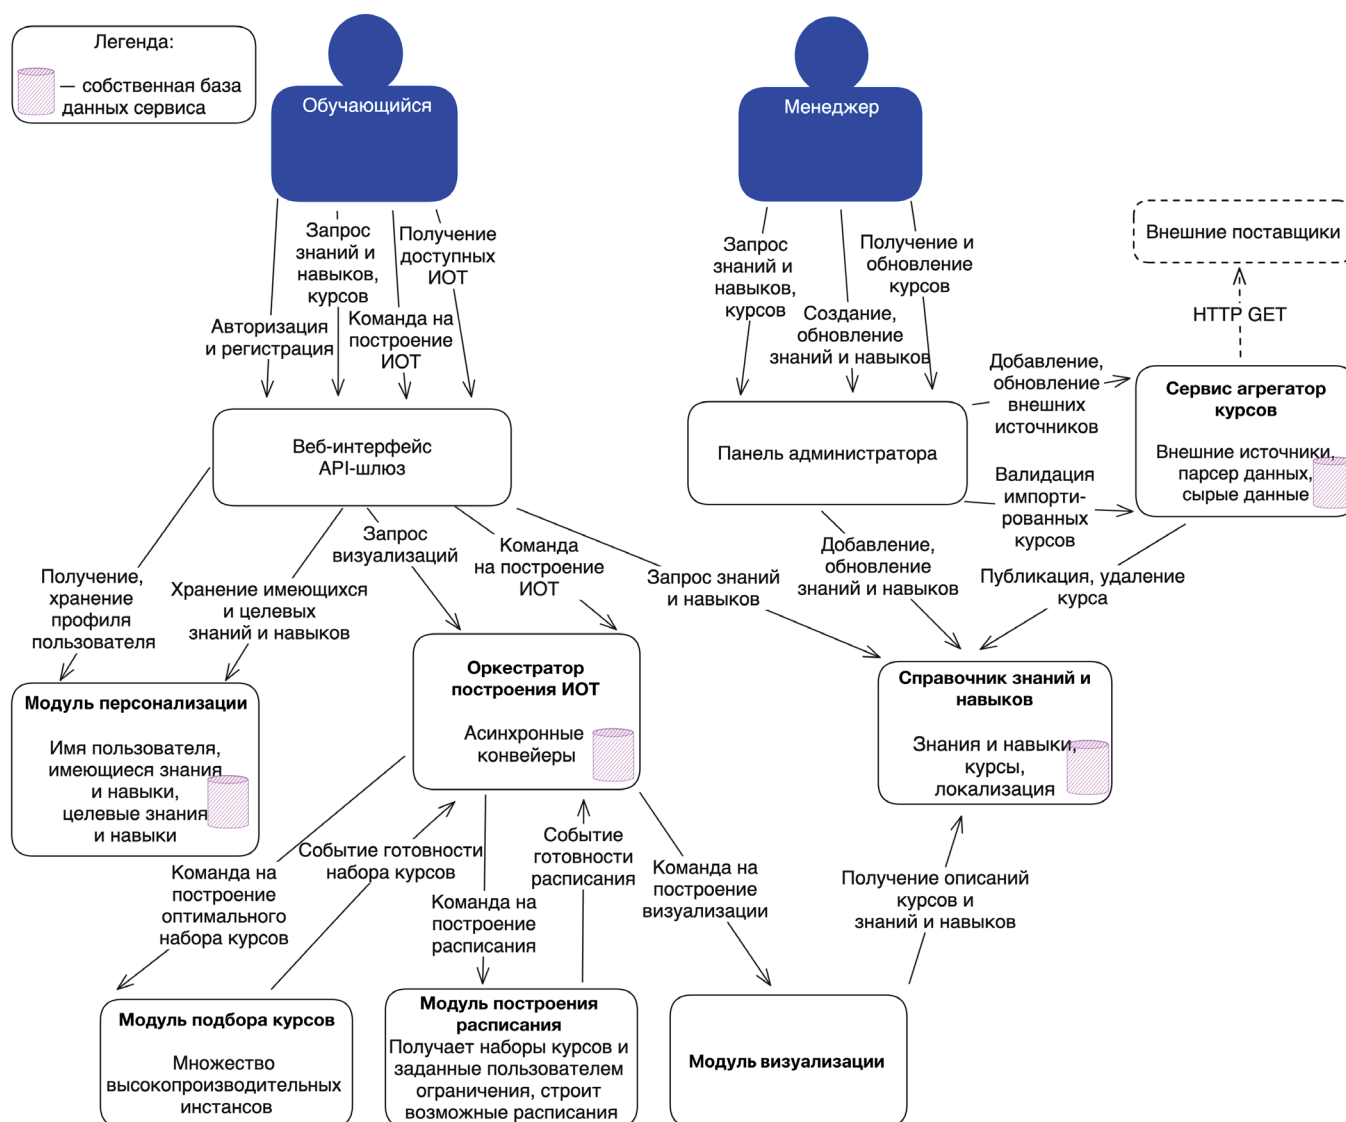 Легенда:
— собственная база
данных сервиса
Обучающийся
Менеджер
Внешние поставщики
HTTP GET
Запрос
знаний и
навыков,
курсов
Получение
доступных
ИОТ
Авторизация
и регистрация
Команда на
построение
ИОТ
Запрос
знаний и
навыков,
курсов
Получение и
обновление
курсов
Создание,
обновление
знаний и навыков
Веб-интерфейс
API-шлюз
Панель администратора
Добавление,
обновление
внешних
источников
Валидация
импорти-
рованных
курсов
Сервис агрегатор
курсов
Внешние источники,
парсер данных,
сырые данные
Получение,
хранение
профиля
пользователя
Хранение имеющихся
и целевых
знаний и навыков
Запрос
визуализаций
Команда
на построение
ИОТ
Запрос знаний
и навыков
Добавление,
обновление
знаний и навыков
Публикация, удаление
курса
Модуль персонализации
Имя пользователя,
имеющиеся знания
и навыки,
целевые знания
и навыки
Оркестратор
построения ИОТ
Асинхронные
конвейеры
Справочник знаний и
навыков
Знания и навыки,
курсы,
локализация
Команда на
построение
оптимального
набора курсов
Событие готовности
набора курсов
Команда на
построение
расписания
Событие
готовности
расписания
Команда на
построение
визуализации
Получение описаний
курсов и
знаний и навыков
Модуль подбора курсов
Множество
высокопроизводительных
инстансов
Модуль построения
расписания
Получает наборы курсов и
заданные пользователем
ограничения, строит
возможные расписания
Модуль визуализации